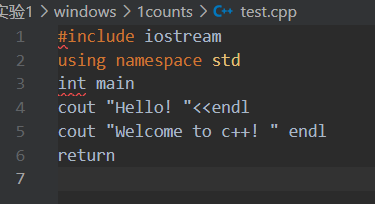 实验1 > windows > 1counts > C++ test.cpp
1 #include iostream
2 using namespace std
3 int main
4 cout "Hello! "<<endl
5 cout "Welcome to c++! " endl
6 return
7